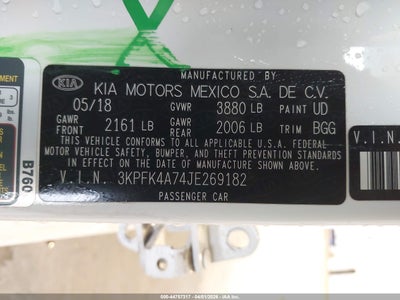 MANUFACTURED BY
KIA
KIA MOTORS MEXICO S.A. DE C.V.
05/18 GVWR 3880 LB PAINT UD
GAWR FRONT 2161 LB GAWR REAR 2006 LB TRIM BGG
THIS VEHICLE CONFORMS TO ALL APPLICABLE U.S. FEDERAL
MOTOR VEHICLE SAFETY, BUMPER, AND THEFT PREVENTION
STANDARDS IN EFFECT ON THE DATE OF MANUFACTURE SHOWN ABOVE.
V.I.N. 3KPFK4A74JE269182
PASSENGER CAR
B760
V.I.N.